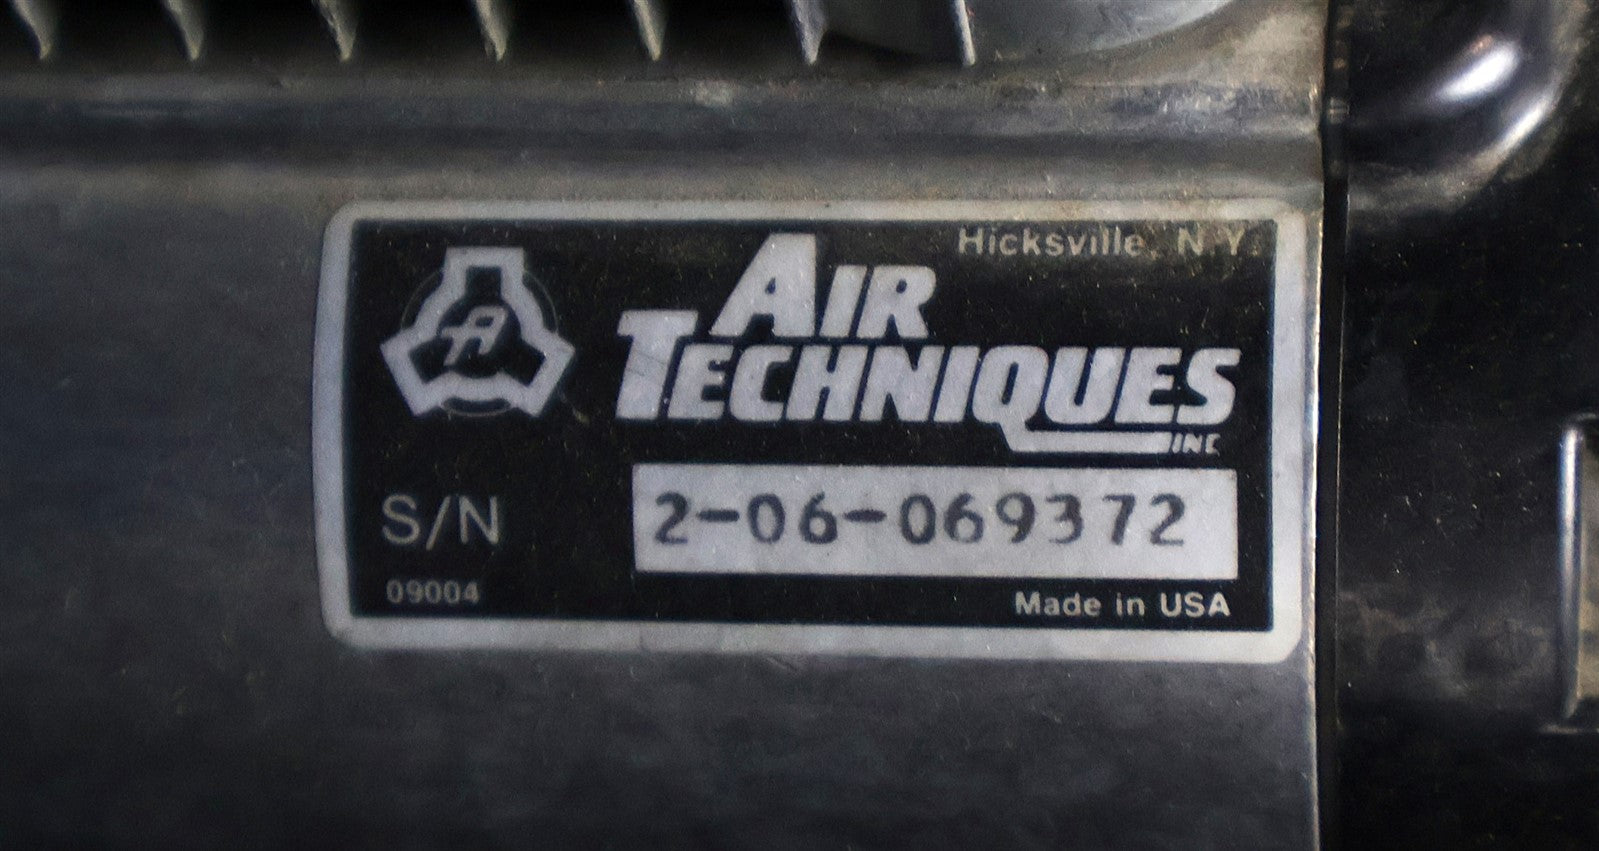 Hicksville, N.Y.
A
AIR
TECHNIQUES
INC
S/N 2-06-069372
09004
Made in USA